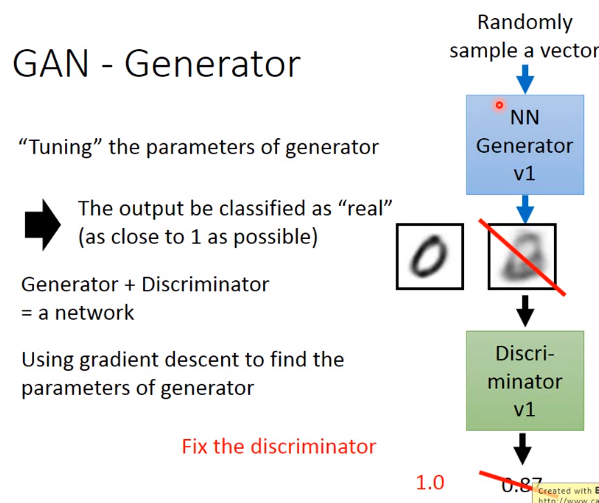 GAN - Generator
Randomly
sample a vector
NN
Generator
v1
“Tuning” the parameters of generator
The output be classified as “real”
(as close to 1 as possible)
Generator + Discriminator
= a network
Using gradient descent to find the
parameters of generator
Discri-
minator
v1
Fix the discriminator
1.0
0.87
Created with
http://www.